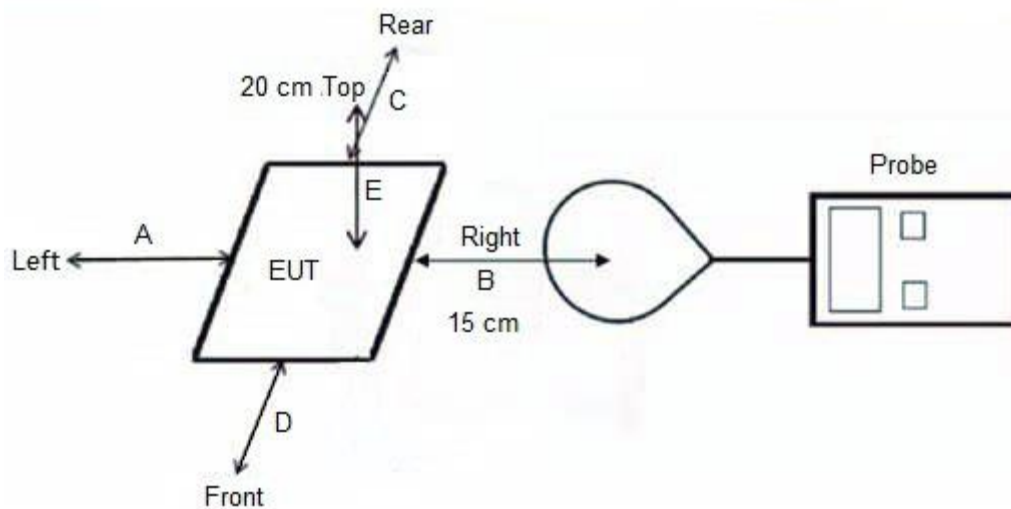 Rear
20 cm .Top
C
E
Probe
A
Right
Left
EUT
B
15 cm
D
Front